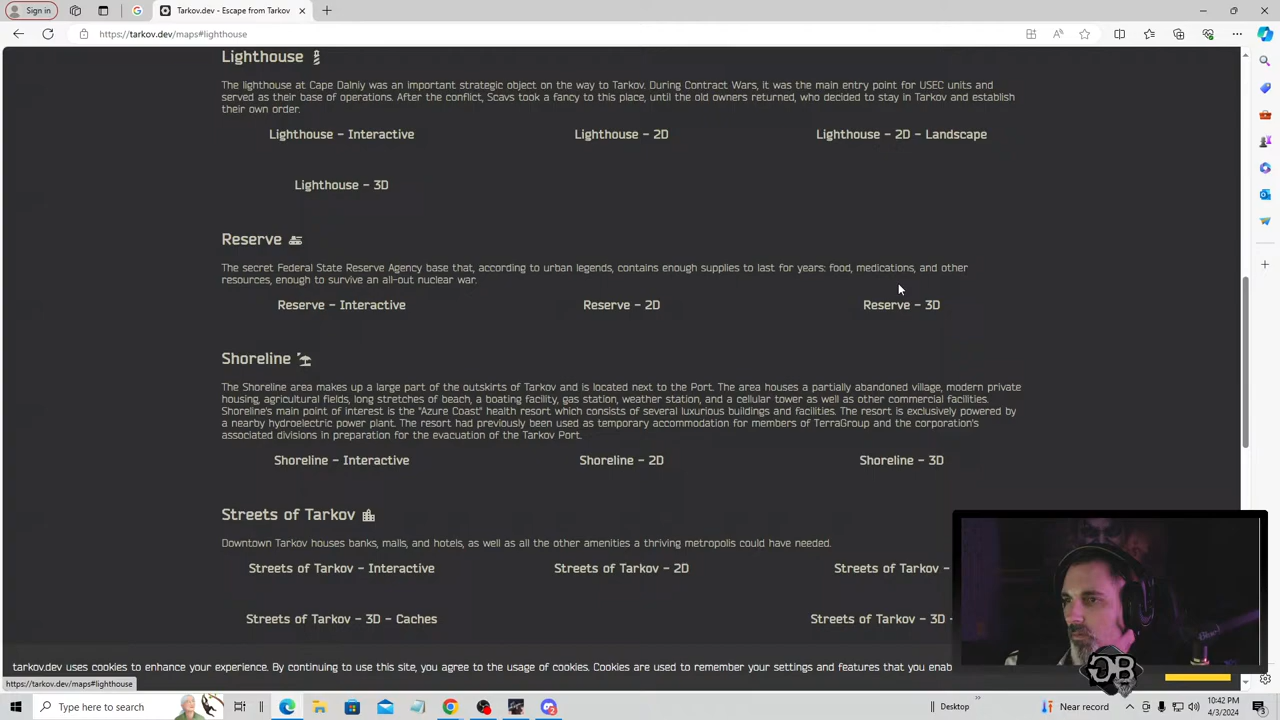 Sign in
Tarkov.dev - Escape from Tarkov
https://tarkov.dev/maps#lighthouse
Lighthouse
The lighthouse at Cape Dalniy was an important strategic object on the way to Tarkov. During Contract Wars, it was the main entry point for USEC units and
served as their base of operations. After the conflict, Scavs took a fancy to this place, until the old owners returned, who decided to stay in Tarkov and establish
their own order.
Lighthouse - Interactive
Lighthouse - 2D
Lighthouse - 2D - Landscape
Lighthouse - 3D
Reserve
The secret Federal State Reserve Agency base that, according to urban legends, contains enough supplies to last for years: food, medications, and other
resources, enough to survive an all-out nuclear war.
Reserve - Interactive
Reserve - 2D
Reserve - 3D
Shoreline
The Shoreline area makes up a large part of the outskirts of Tarkov and is located next to the Port. The area houses a partially abandoned village, modern private
housing, agricultural fields, long stretches of beach, a boating facility, gas station, weather station, and a cellular tower as well as other commercial facilities.
Shoreline's main point of interest is the "Azure Coast" health resort which consists of several luxurious buildings and facilities. The resort is exclusively powered by
a nearby hydroelectric power plant. The resort had previously been used as temporary accommodation for members of TerraGroup and the corporation's
associated divisions in preparation for the evacuation of the Tarkov Port.
Shoreline - Interactive
Shoreline - 2D
Shoreline - 3D
Streets of Tarkov
Downtown Tarkov houses banks, malls, and hotels, as well as all the other amenities a thriving metropolis could have needed.
Streets of Tarkov - Interactive
Streets of Tarkov - 2D
Streets of Tarkov -
Streets of Tarkov - 3D - Caches
Streets of Tarkov - 3D -
tarkov.dev uses cookies to enhance your experience. By continuing to use this site, you agree to the usage of cookies. Cookies are used to remember your settings and features that you enab
https://tarkov.dev/maps#lighthouse
Type here to search
Desktop
Near record
10:42 PM
4/3/2024